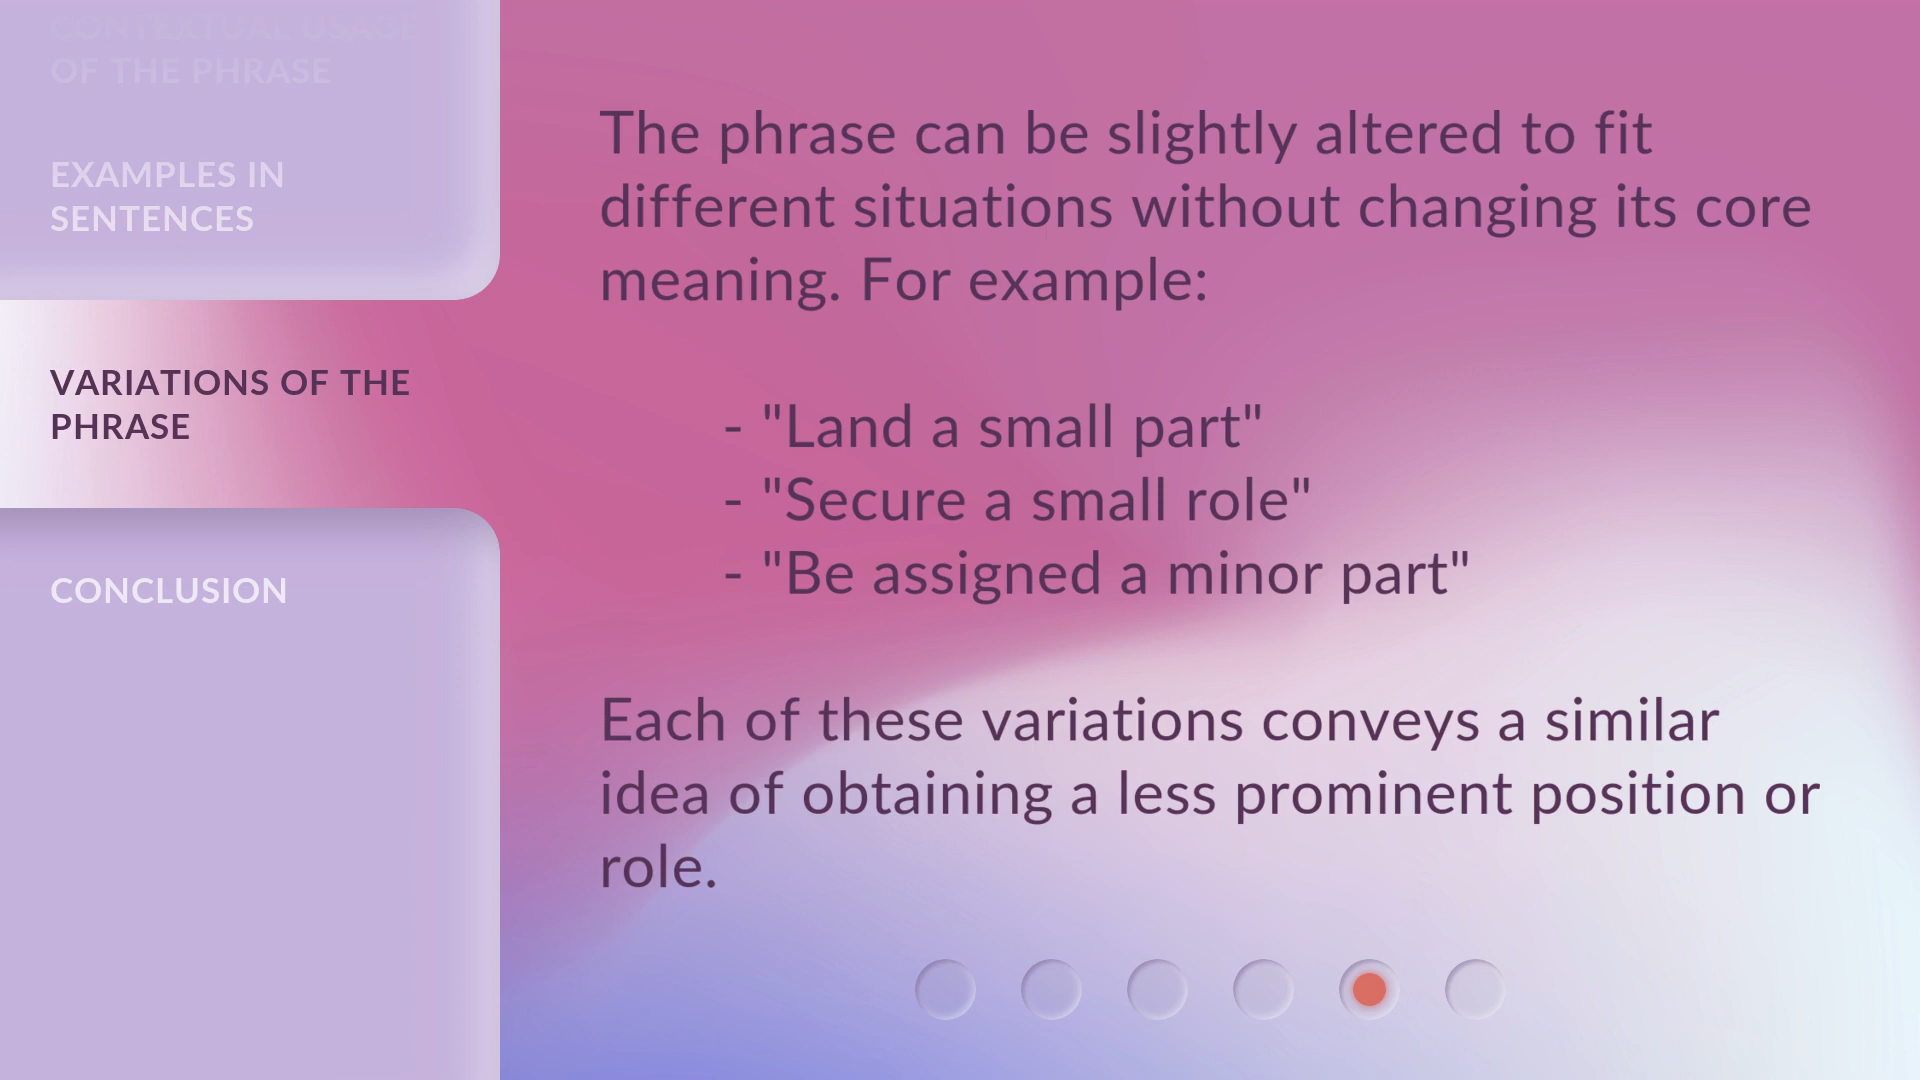 CONTEXTUAL USAGE
OF THE PHRASE
EXAMPLES IN
SENTENCES
VARIATIONS OF THE
PHRASE
CONCLUSION
The phrase can be slightly altered to fit
different situations without changing its core
meaning. For example:
- "Land a small part"
- "Secure a small role"
- "Be assigned a minor part"
Each of these variations conveys a similar
idea of obtaining a less prominent position or
role.